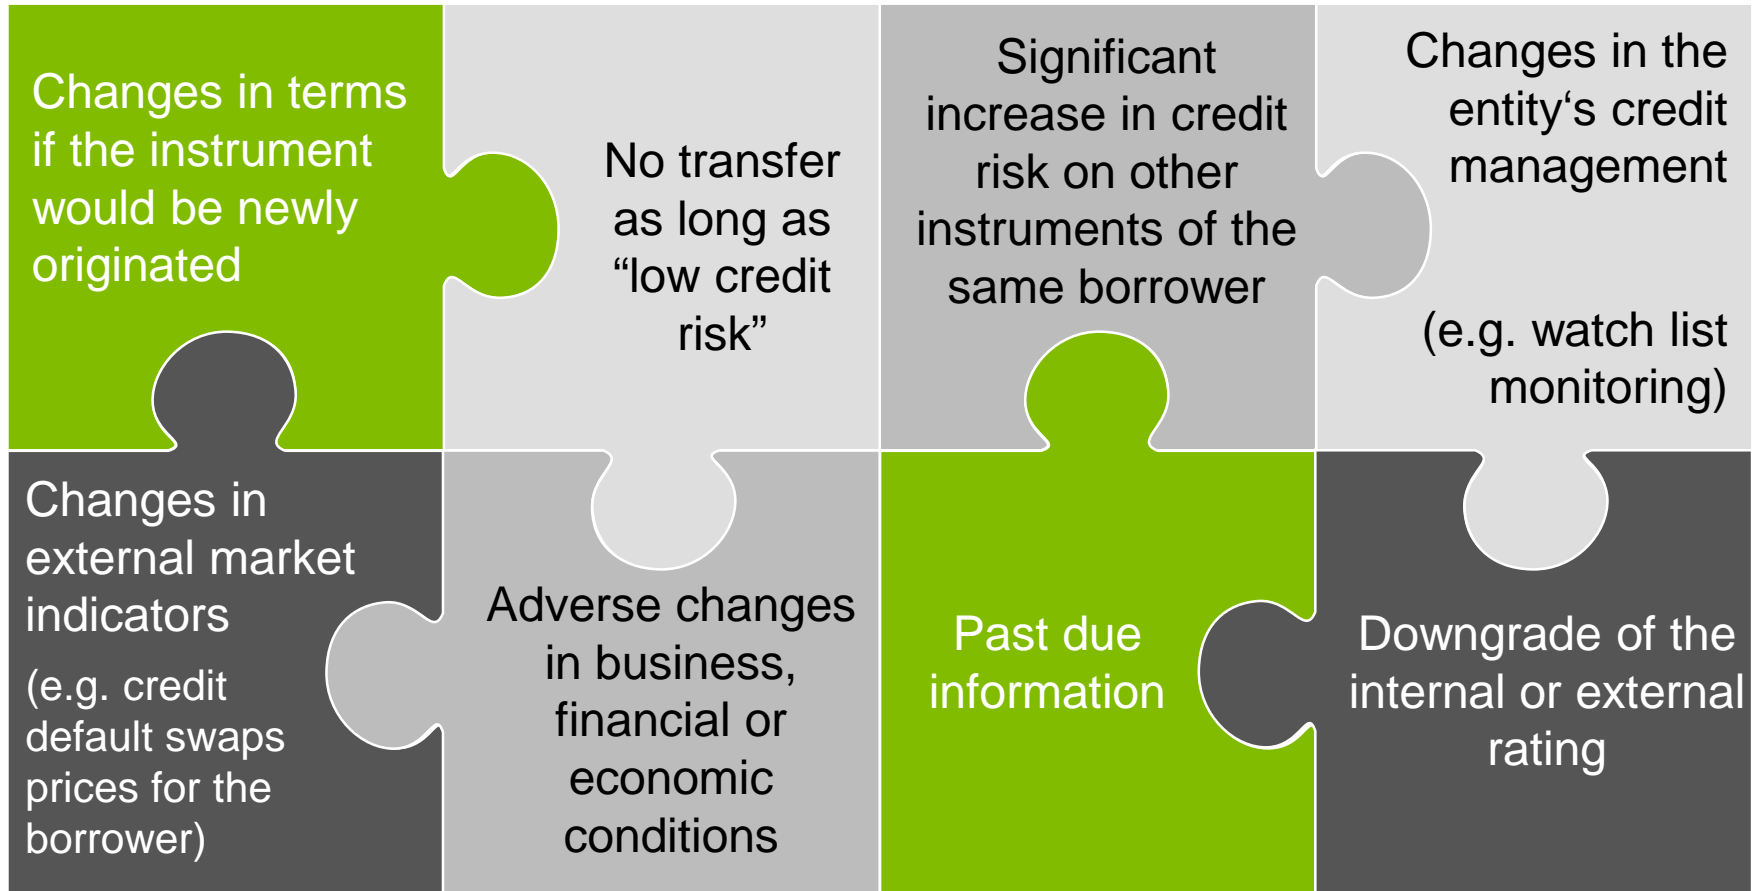 Changes in terms
if the instrument
would be newly
originated
No transfer
as long as
“low credit
risk”
Significant
increase in credit
risk on other
instruments of the
same borrower
Changes in the
entity‘s credit
management
(e.g. watch list
monitoring)
Changes in
external market
indicators
(e.g. credit
default swaps
prices for the
borrower)
Adverse changes
in business,
financial or
economic
conditions
Past due
information
Downgrade of the
internal or external
rating